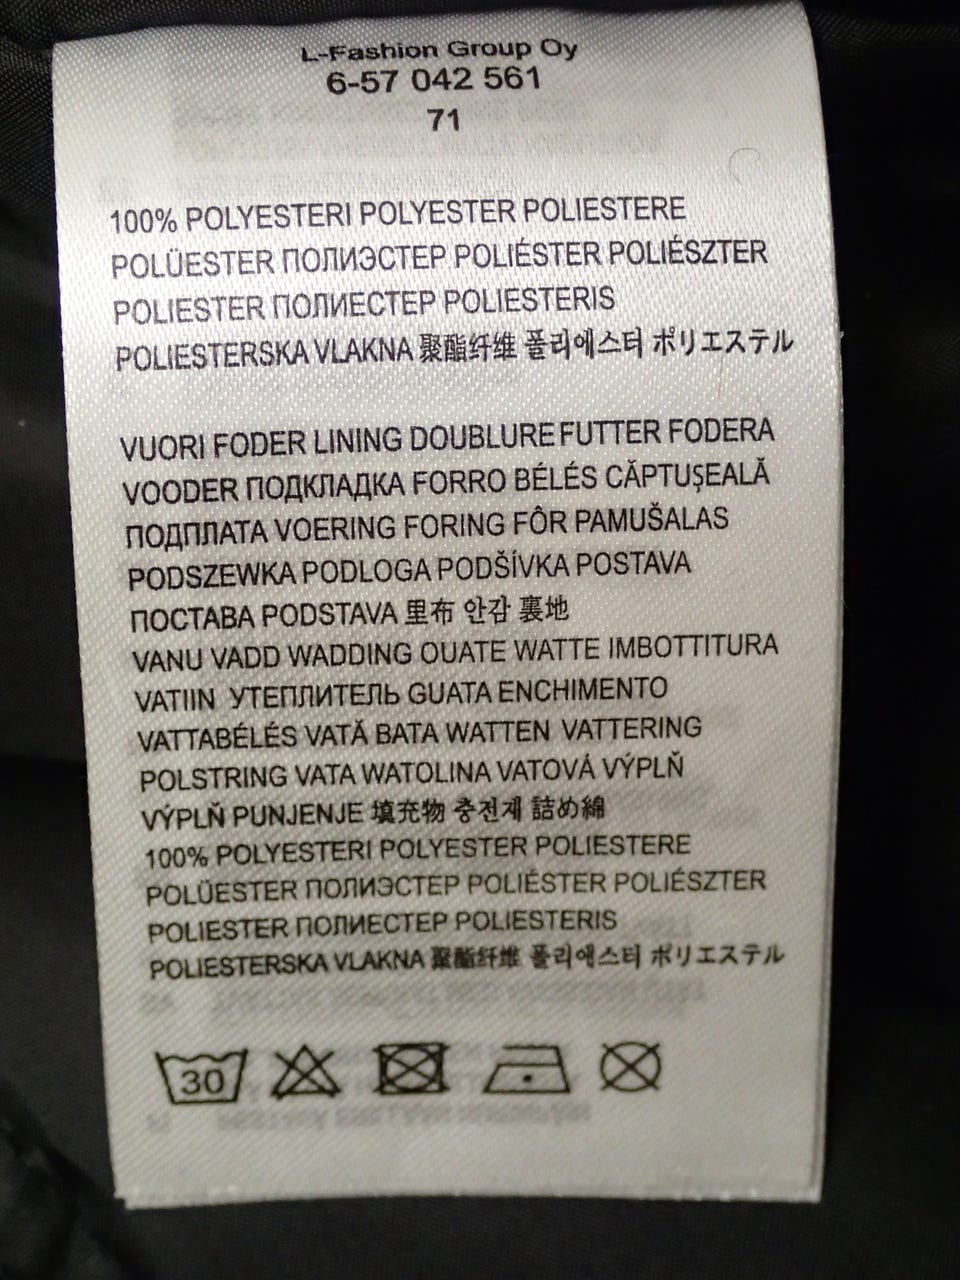 L-Fashion Group Oy
6-57 042 561
71
100% POLYESTERI POLYESTER POLIESTERE
POLÜESTER ПОЛИЭСТЕР POLIÉSTER POLIÉSZTER
POLIESTER ПОЛИЕСТЕР POLIESTERIS
POLIESTERSKA VLAKNA 聚酯纤维 폴리에스터 ポリエステル
VUORI FODER LINING DOUBLURE FUTTER FODERA
VOODER ПОДКЛАДКА FORRO BÉLÉS CĂPTUŞEALĂ
ПОДПЛАТА VOERING FORING FÔR PAMUŠALAS
PODSZEWKA PODLOGA PODŠÍVKA POSTAVA
ПОСТАВА PODSTAVA 里布 안감 裏地
VANU VADD WADDING OUATE WATTE IMBOTTITURA
VATIIN УТЕПЛИТЕЛЬ GUATA ENCHIMENTO
VATTABÉLÉS VATĂ ВАТА WATTEN VATTERING
POLSTRING VATA WATOLINA VATOVÁ VÝPLŇ
VÝPLŇ PUNJENJE 填充物 충전재 詰め綿
100% POLYESTERI POLYESTER POLIESTERE
POLÜESTER ПОЛИЭСТЕР POLIÉSTER POLIÉSZTER
POLIESTER ПОЛИЕСТЕР POLIESTERIS
POLIESTERSKA VLAKNA 聚酯纤维 폴리에스터 ポリエステル
30